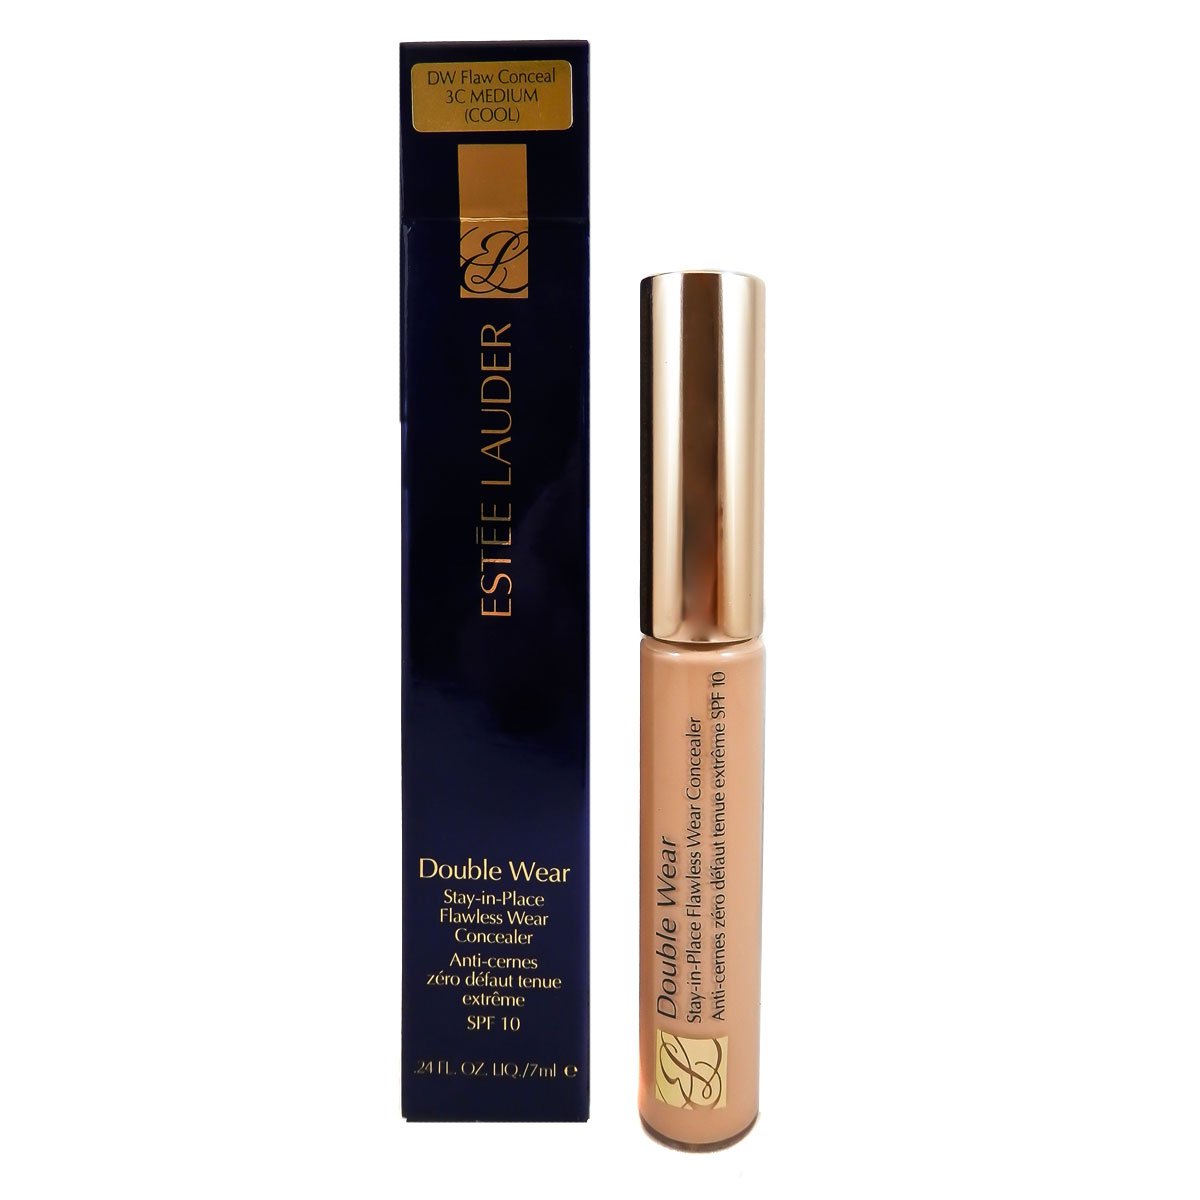 DW Flaw Conceal
3C MEDIUM
(COOL)
EL
ESTĒE LAUDER
Double Wear
Stay-in-Place
Flawless Wear
Concealer
Anti-cernes
zéro défaut tenue
extrême
SPF 10
.24 FL. OZ. LIQ./7ml e
Double Wear
Stay-in-Place Flawless Wear Concealer
Anti-cernes zéro défaut tenue extrême SPF 10
EL